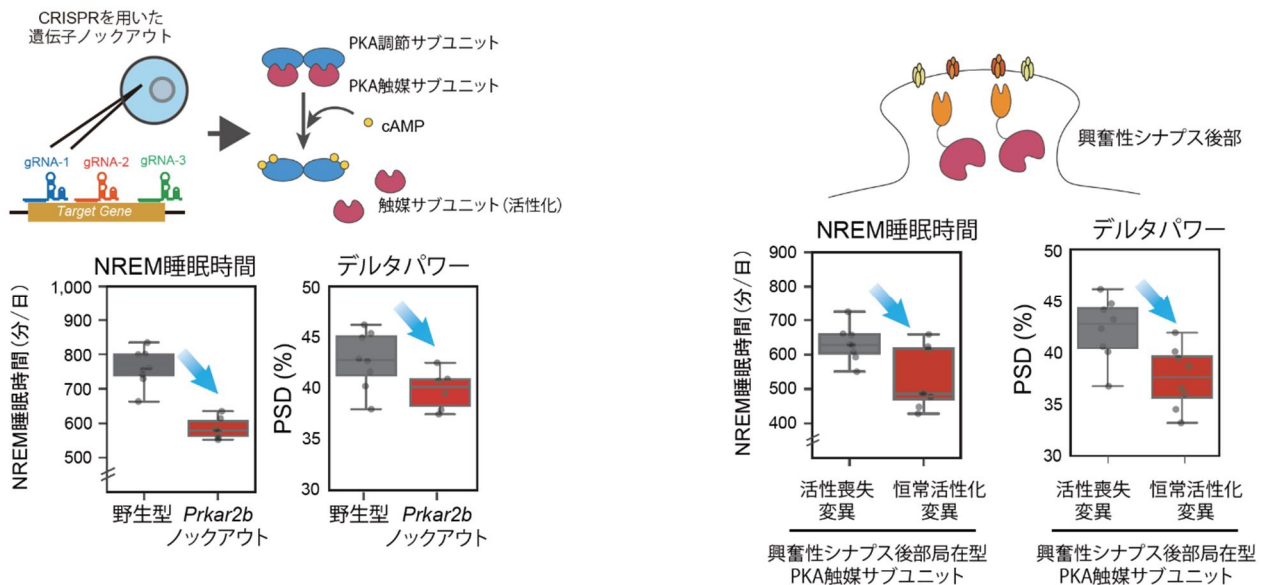 CRISPRを用いた
遺伝子ノックアウト
gRNA-1
gRNA-2
gRNA-3
Target Gene
PKA調節サブユニット
PKA触媒サブユニット
cAMP
触媒サブユニット(活性化)
NREM睡眠時間
NREM睡眠時間(分/日)
1,000
900
800
700
600
500
野生型
Prkar2b
ノックアウト
デルタパワー
PSD (%)
50
45
40
35
30
野生型
Prkar2b
ノックアウト
興奮性シナプス後部
NREM睡眠時間
NREM睡眠時間(分/日)
900
800
700
600
500
400
活性喪失
変異
恒常活性化
変異
興奮性シナプス後部局在型
PKA触媒サブユニット
デルタパワー
PSD (%)
50
45
40
35
30
活性喪失
変異
恒常活性化
変異
興奮性シナプス後部局在型
PKA触媒サブユニット